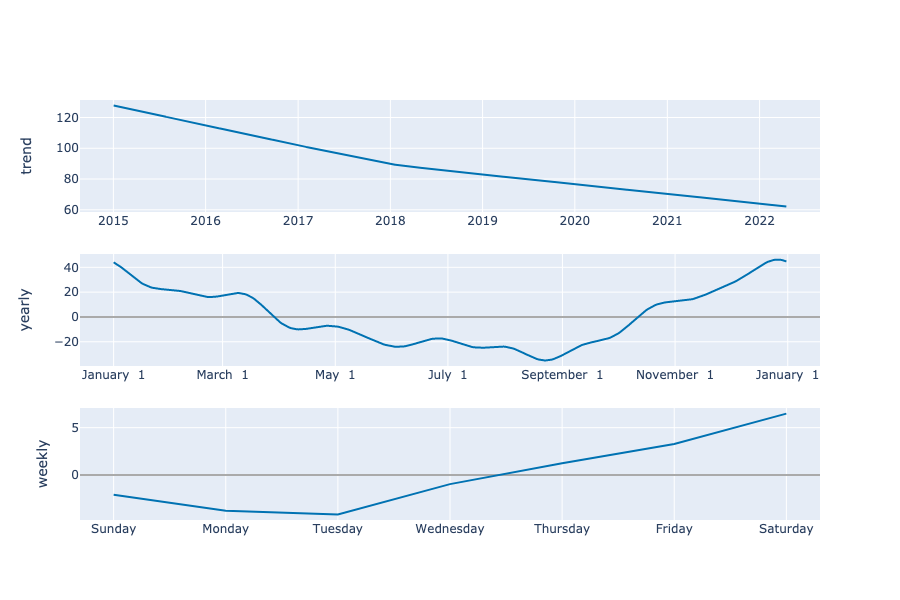 trend
120
100
80
60
2015 2016 2017 2018 2019 2020 2021 2022
yearly
40
20
0
−20
January 1 March 1 May 1 July 1 September 1 November 1 January 1
weekly
5
0
Sunday Monday Tuesday Wednesday Thursday Friday Saturday